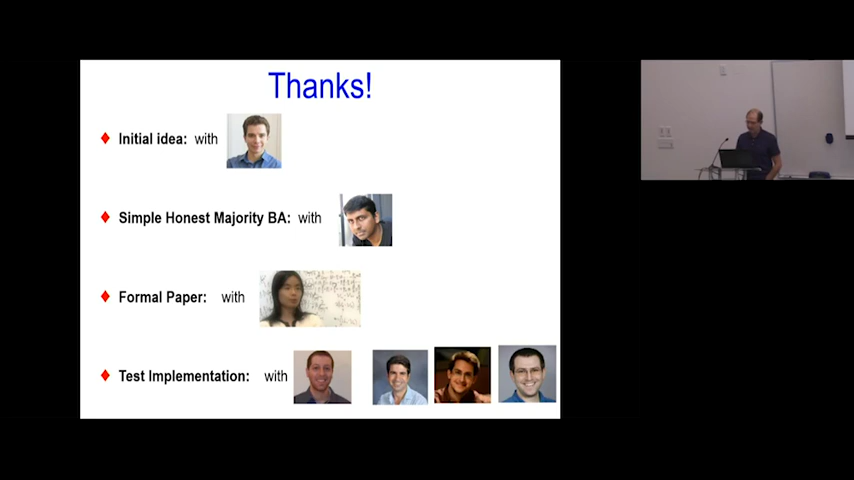 Thanks!
Initial idea: with
Simple Honest Majority BA: with
Formal Paper: with
Test Implementation: with